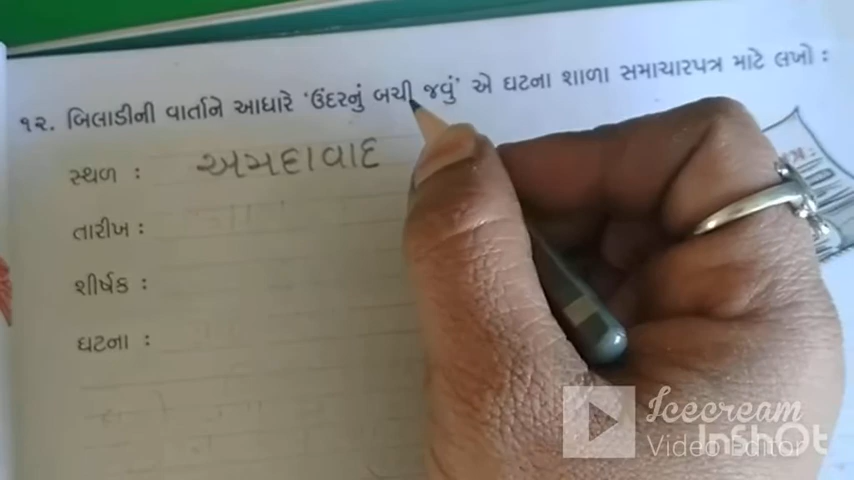 ૧૨. બિલાડીની વાર્તાને આધારે ‘ઉંદરનું બચી જવું’ એ ઘટના શાળા સમાચારપત્ર માટે લખો :
સ્થળ : અમદાવાદ
તારીખ :
શીર્ષક :
ઘટના :
Icecream
Video Editor
InShOt